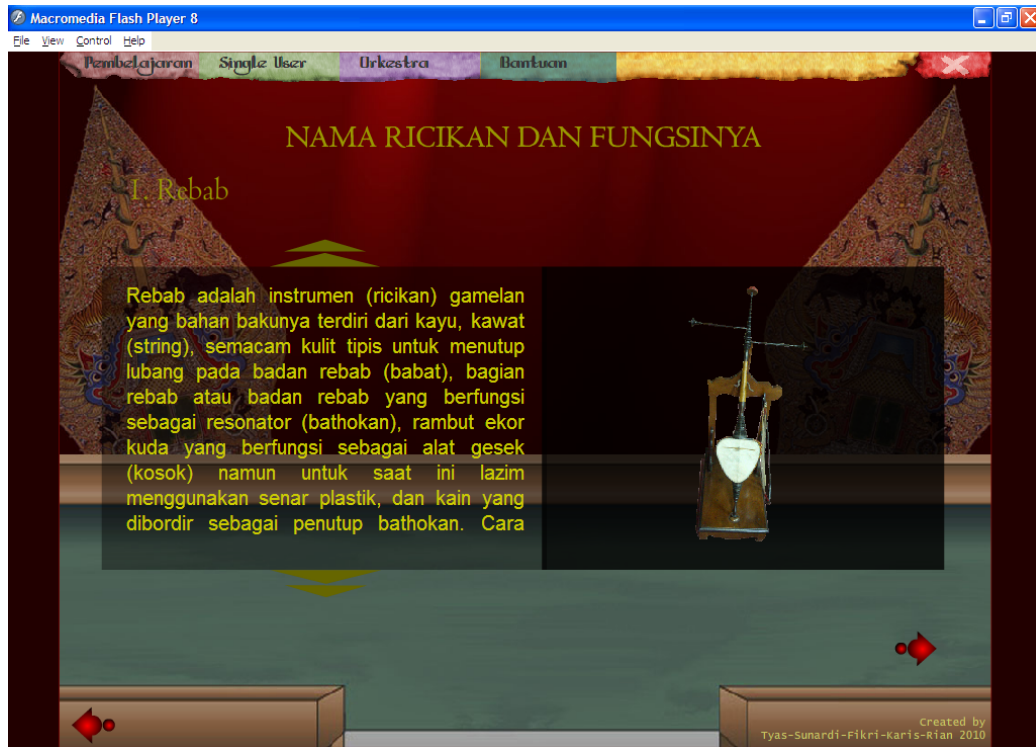 Macromedia Flash Player 8
File View Control Help
Pembelajaran Single User Orkestra Bantuan
NAMA RICIKAN DAN FUNGSINYA
1. Rebab
Rebab adalah instrumen (ricikan) gamelan
yang bahan bakunya terdiri dari kayu, kawat
(string), semacam kulit tipis untuk menutup
lubang pada badan rebab (babat), bagian
rebab atau badan rebab yang berfungsi
sebagai resonator (bathokan), rambut ekor
kuda yang berfungsi sebagai alat gesek
(kosok) namun untuk saat ini lazim
menggunakan senar plastik, dan kain yang
dibordir sebagai penutup bathokan. Cara
Created by
Tyas-Sunardi-Fikri-Karis-Rian 2010